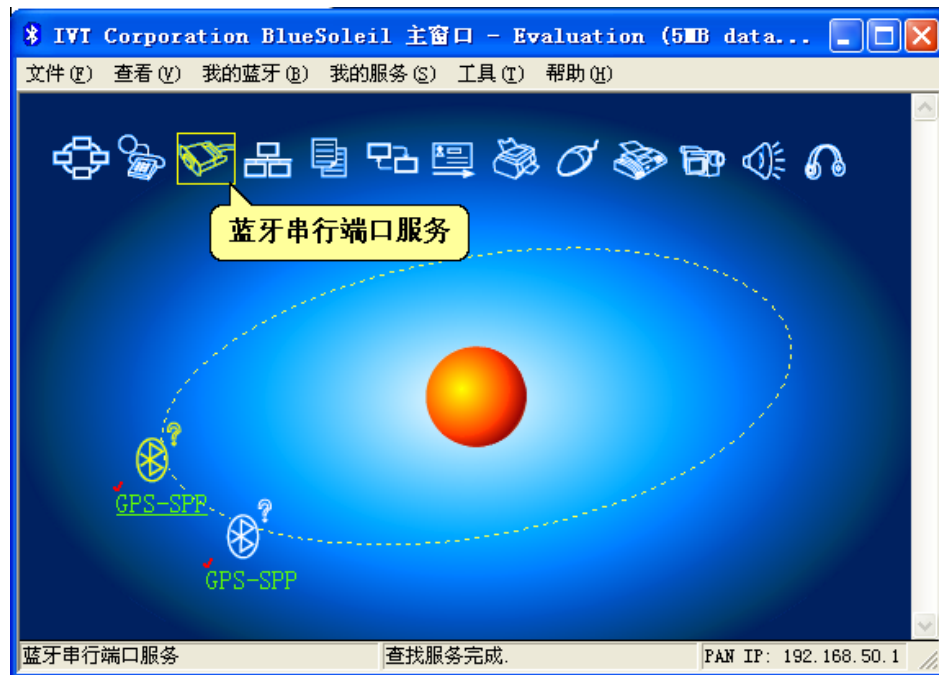 IVT Corporation BlueSoleil 主窗口 - Evaluation (5MB data...
文件(F) 查看(V) 我的蓝牙(B) 我的服务(S) 工具(T) 帮助(H)
蓝牙串行端口服务
GPS-SPP
GPS-SPP
蓝牙串行端口服务 查找服务完成. PAN IP: 192.168.50.1